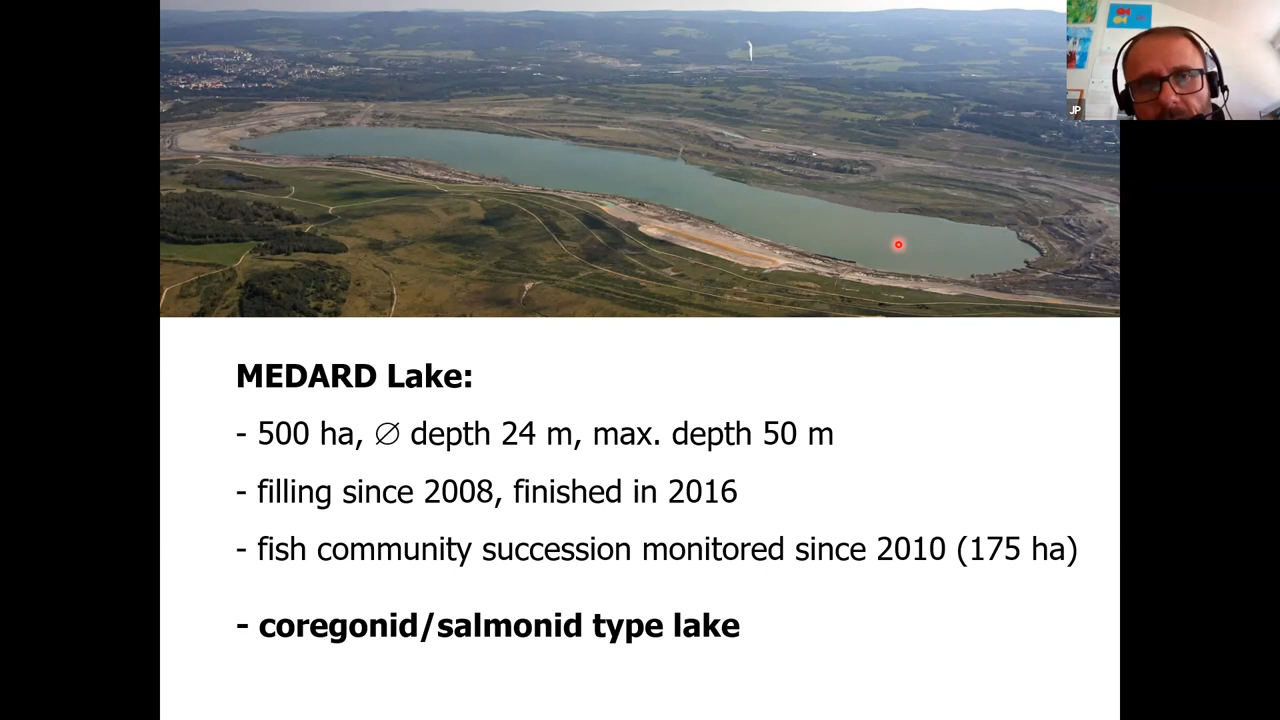 JP
MEDARD Lake:
- 500 ha, ∅ depth 24 m, max. depth 50 m
- filling since 2008, finished in 2016
- fish community succession monitored since 2010 (175 ha)
- coregonid/salmonid type lake